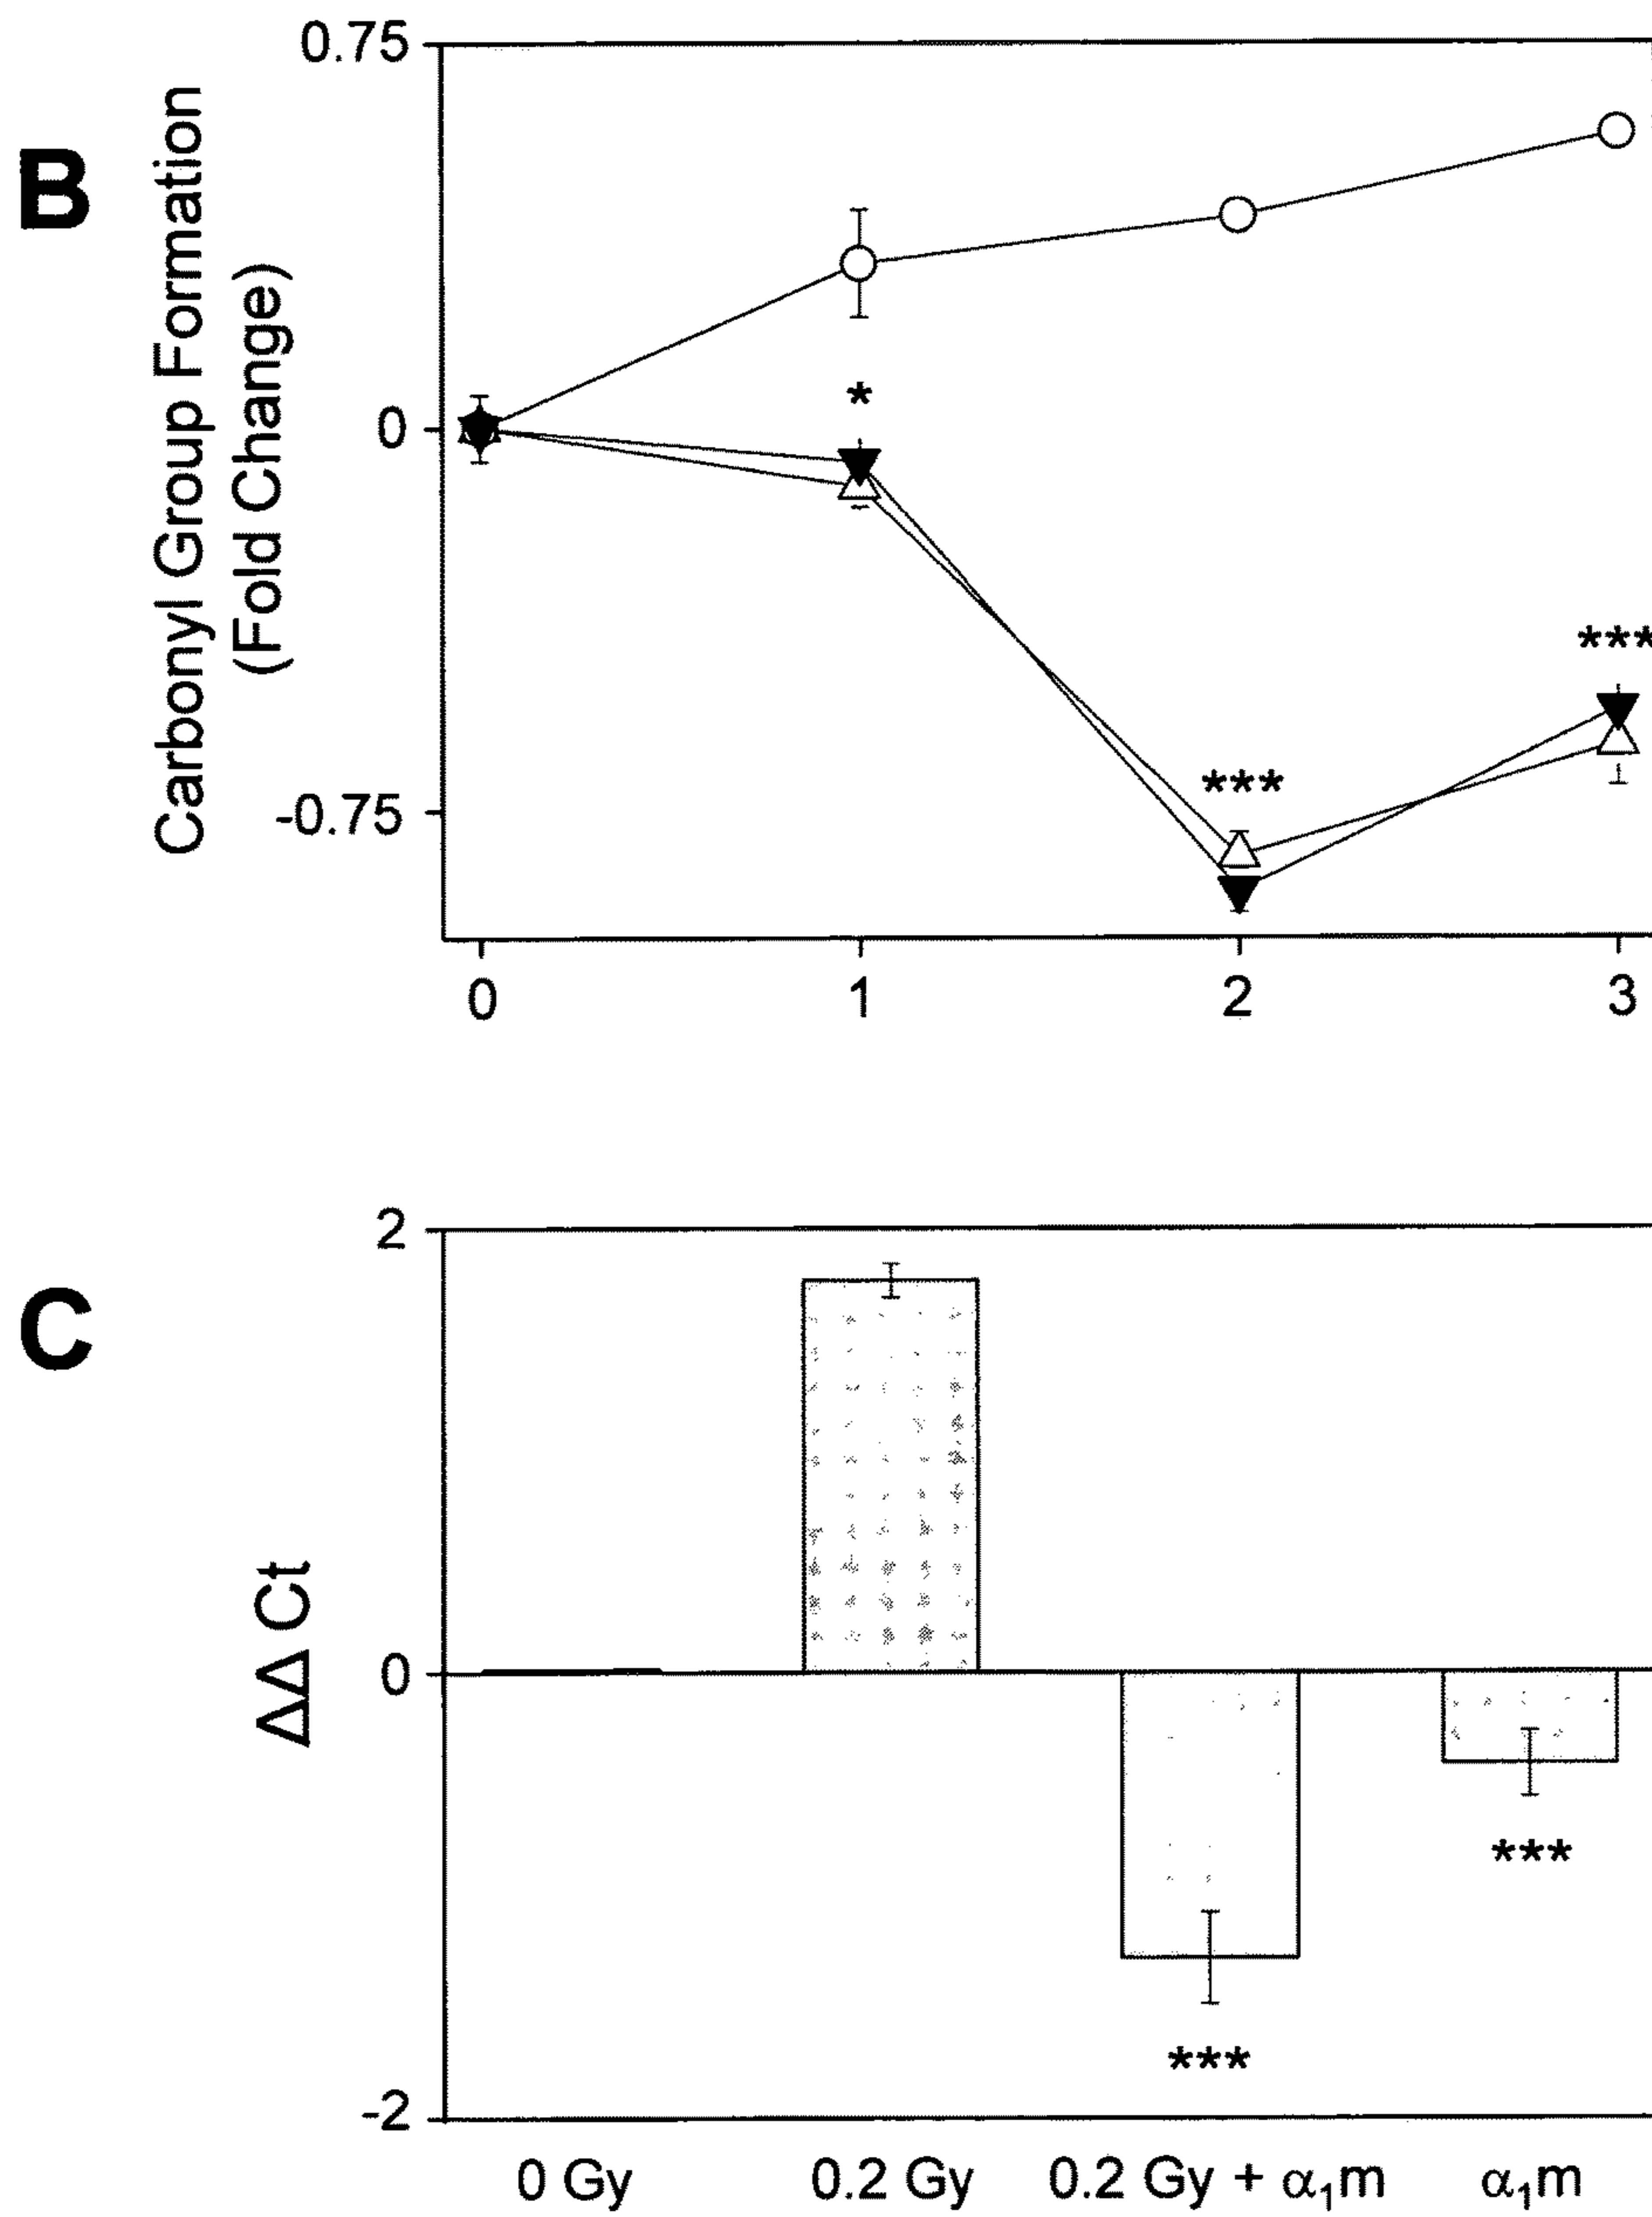 B
Carbonyl Group Formation
(Fold Change)
0.75
0
-0.75
*
***
***
0 1 2 3
C
ΔΔ Ct
2
0
-2
***
***
0 Gy 0.2 Gy 0.2 Gy + α₁m α₁m